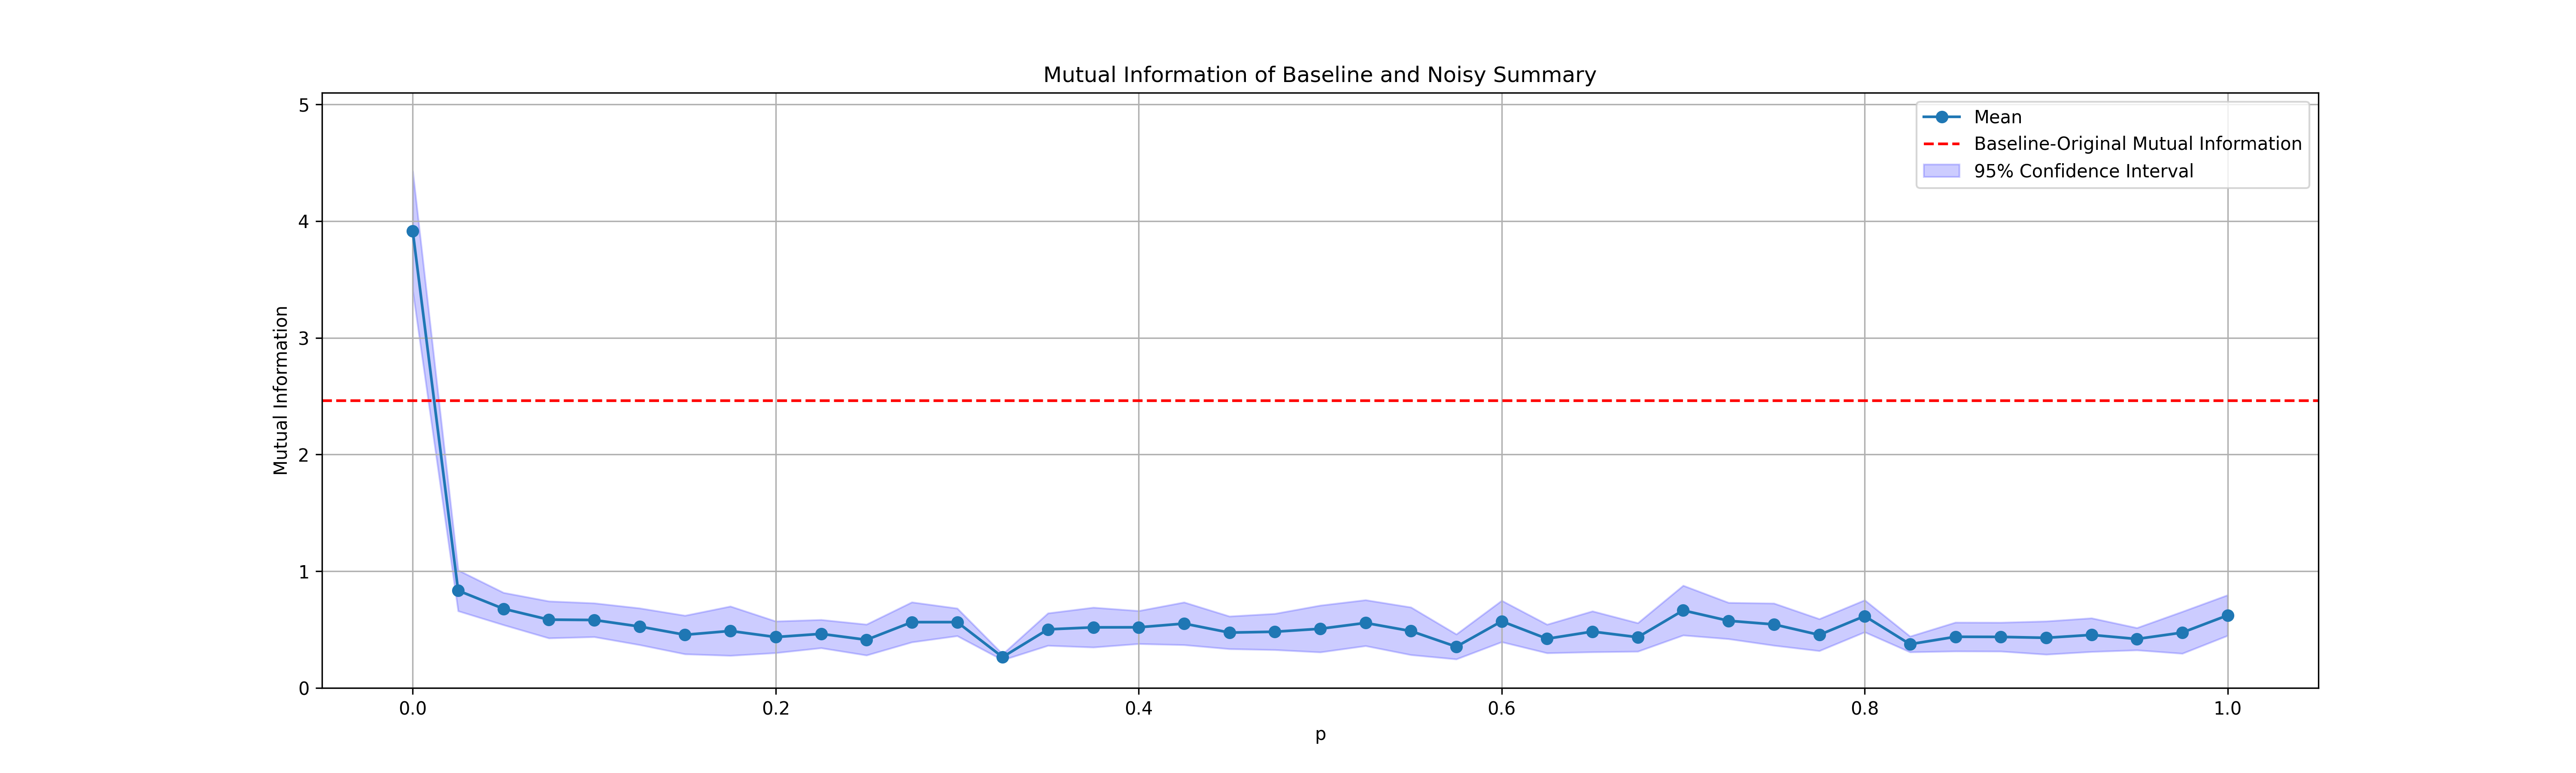 Mutual Information of Baseline and Noisy Summary
Mean
Baseline-Original Mutual Information
95% Confidence Interval
Mutual Information
5
4
3
2
1
0
0.0 0.2 0.4 0.6 0.8 1.0
p